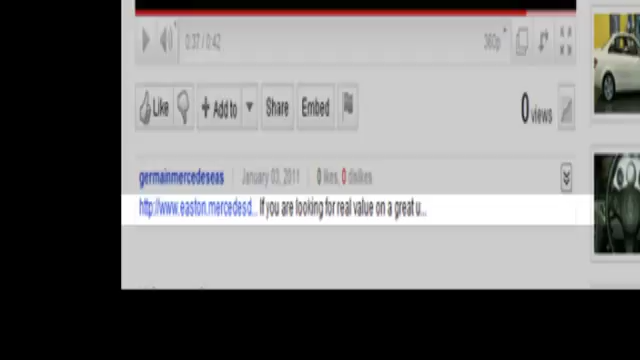 0:37 / 0:42 360p
Like + Add to Share Embed 0 views
germainmercedeseas January 03, 2011 0 likes, 0 dislikes
http://www.easton.mercedesd... If you are looking for real value on a great u...